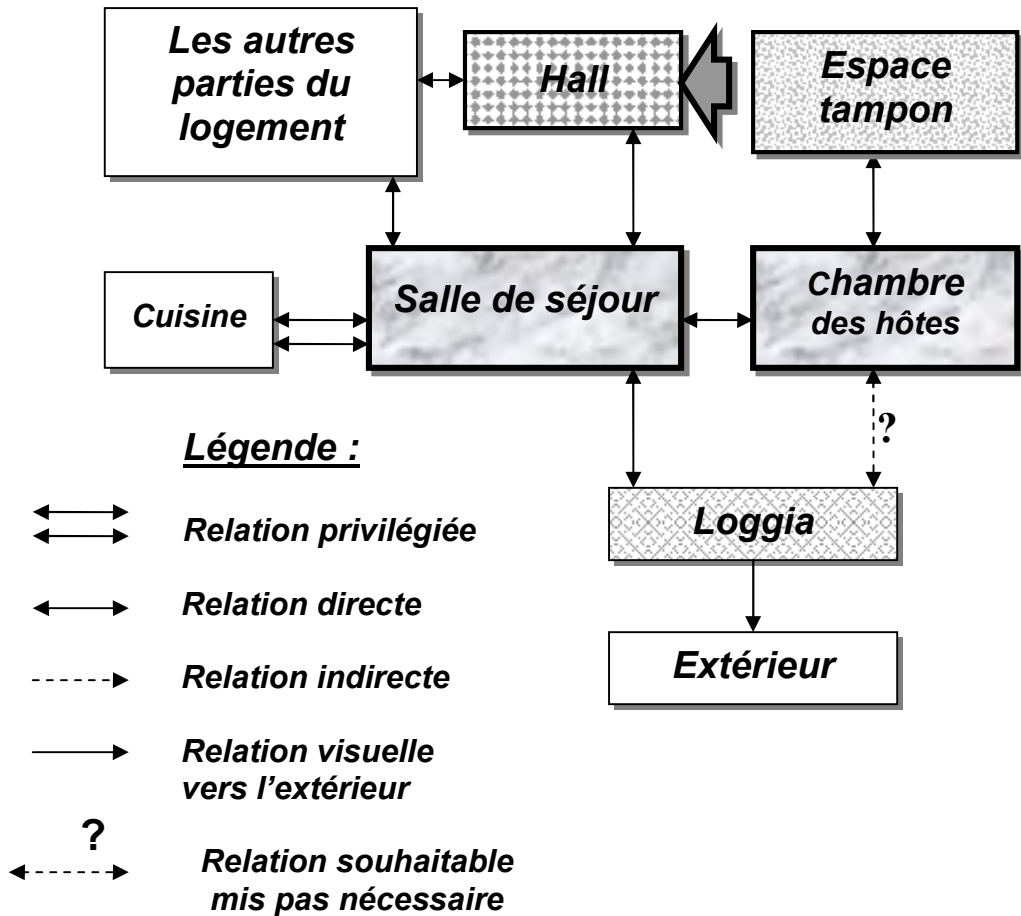 Les autres
parties du
logement
Hall
Espace
tampon
Cuisine
Salle de séjour
Chambre
des hôtes
?
Légende :
Loggia
Relation privilégiée
Relation directe
Extérieur
Relation indirecte
Relation visuelle
vers l'extérieur
?
Relation souhaitable
mis pas nécessaire